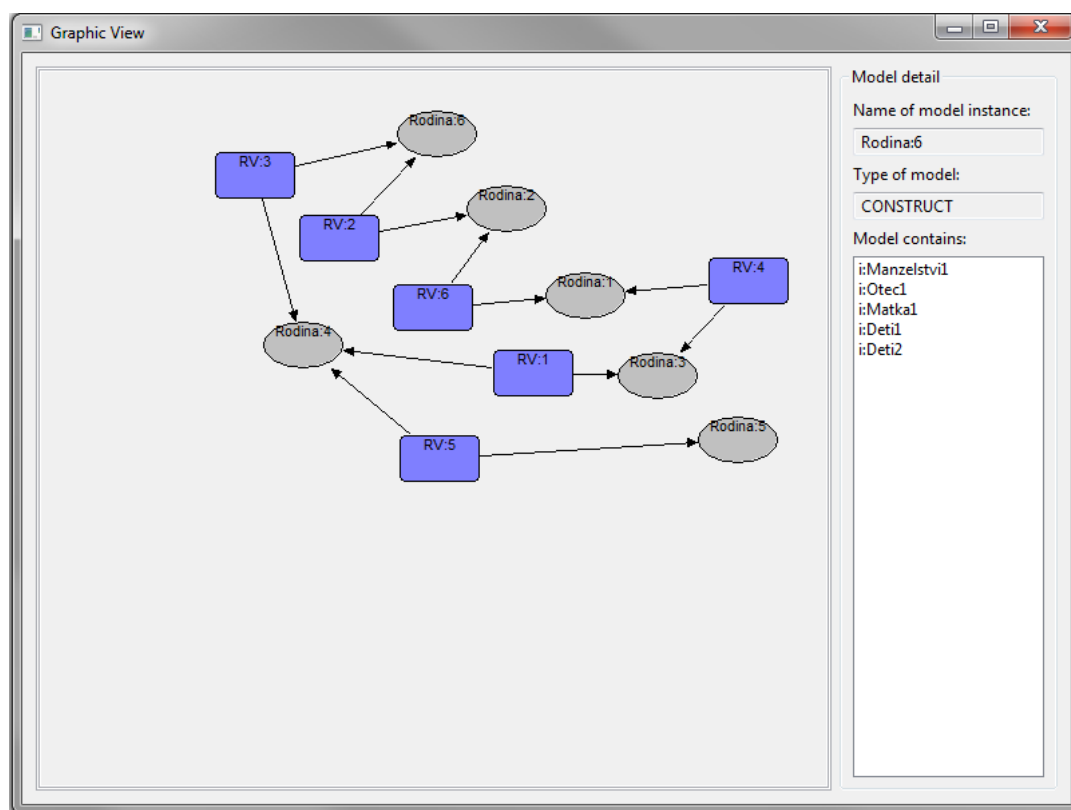 Graphic View
Rodina:6
RV:3
Rodina:2
RV:2
RV:4
Rodina:1
RV:6
Rodina:4
RV:1
Rodina:3
Rodina:5
RV:5
Model detail
Name of model instance:
Rodina:6
Type of model:
CONSTRUCT
Model contains:
i:Manzelstvi1
i:Otec1
i:Matka1
i:Deti1
i:Deti2